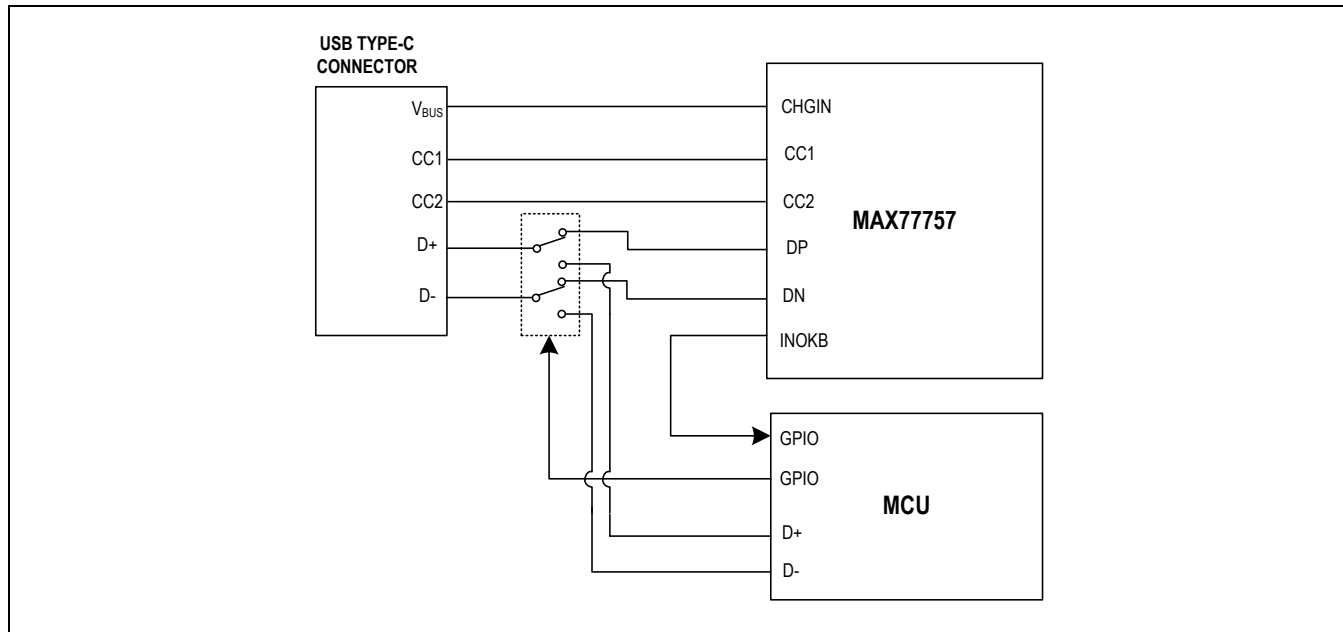 USB TYPE-C
CONNECTOR
VBUS
CC1
CC2
D+
D-
CHGIN
CC1
CC2
DP
DN
INOKB
MAX77757
GPIO
GPIO
D+
D-
MCU